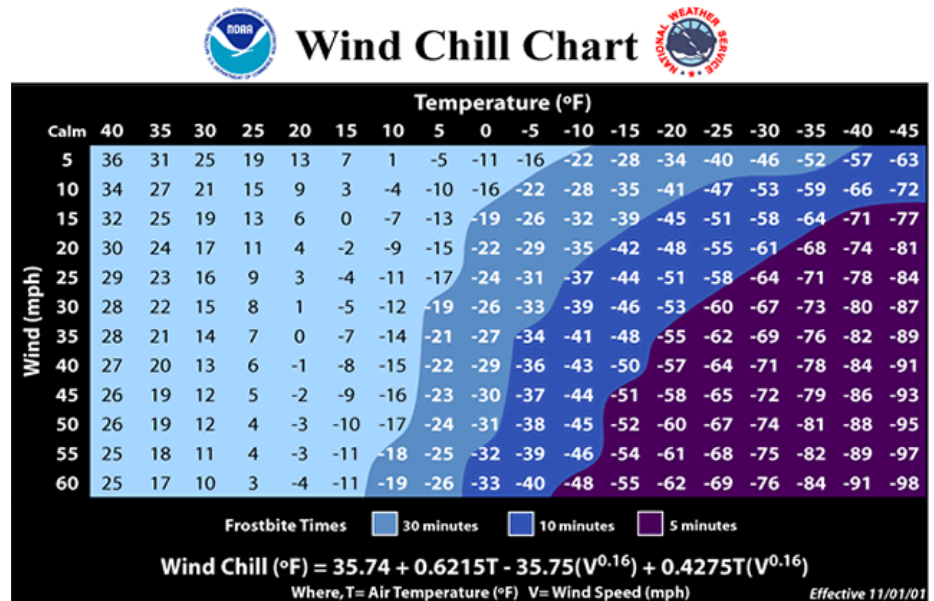 NOAA
Wind Chill Chart
NATIONAL WEATHER SERVICE
Temperature (ºF)
Calm 40 35 30 25 20 15 10 5 0 -5 -10 -15 -20 -25 -30 -35 -40 -45
5 36 31 25 19 13 7 1 -5 -11 -16 -22 -28 -34 -40 -46 -52 -57 -63
10 34 27 21 15 9 3 -4 -10 -16 -22 -28 -35 -41 -47 -53 -59 -66 -72
15 32 25 19 13 6 0 -7 -13 -19 -26 -32 -39 -45 -51 -58 -64 -71 -77
20 30 24 17 11 4 -2 -9 -15 -22 -29 -35 -42 -48 -55 -61 -68 -74 -81
25 29 23 16 9 3 -4 -11 -17 -24 -31 -37 -44 -51 -58 -64 -71 -78 -84
30 28 22 15 8 1 -5 -12 -19 -26 -33 -39 -46 -53 -60 -67 -73 -80 -87
35 28 21 14 7 0 -7 -14 -21 -27 -34 -41 -48 -55 -62 -69 -76 -82 -89
40 27 20 13 6 -1 -8 -15 -22 -29 -36 -43 -50 -57 -64 -71 -78 -84 -91
45 26 19 12 5 -2 -9 -16 -23 -30 -37 -44 -51 -58 -65 -72 -79 -86 -93
50 26 19 12 4 -3 -10 -17 -24 -31 -38 -45 -52 -60 -67 -74 -81 -88 -95
55 25 18 11 4 -3 -11 -18 -25 -32 -39 -46 -54 -61 -68 -75 -82 -89 -97
60 25 17 10 3 -4 -11 -19 -26 -33 -40 -48 -55 -62 -69 -76 -84 -91 -98
Wind (mph)
Frostbite Times 30 minutes 10 minutes 5 minutes
Wind Chill (ºF) = 35.74 + 0.6215T - 35.75(V^0.16) + 0.4275T(V^0.16)
Where, T= Air Temperature (ºF) V= Wind Speed (mph)
Effective 11/01/01